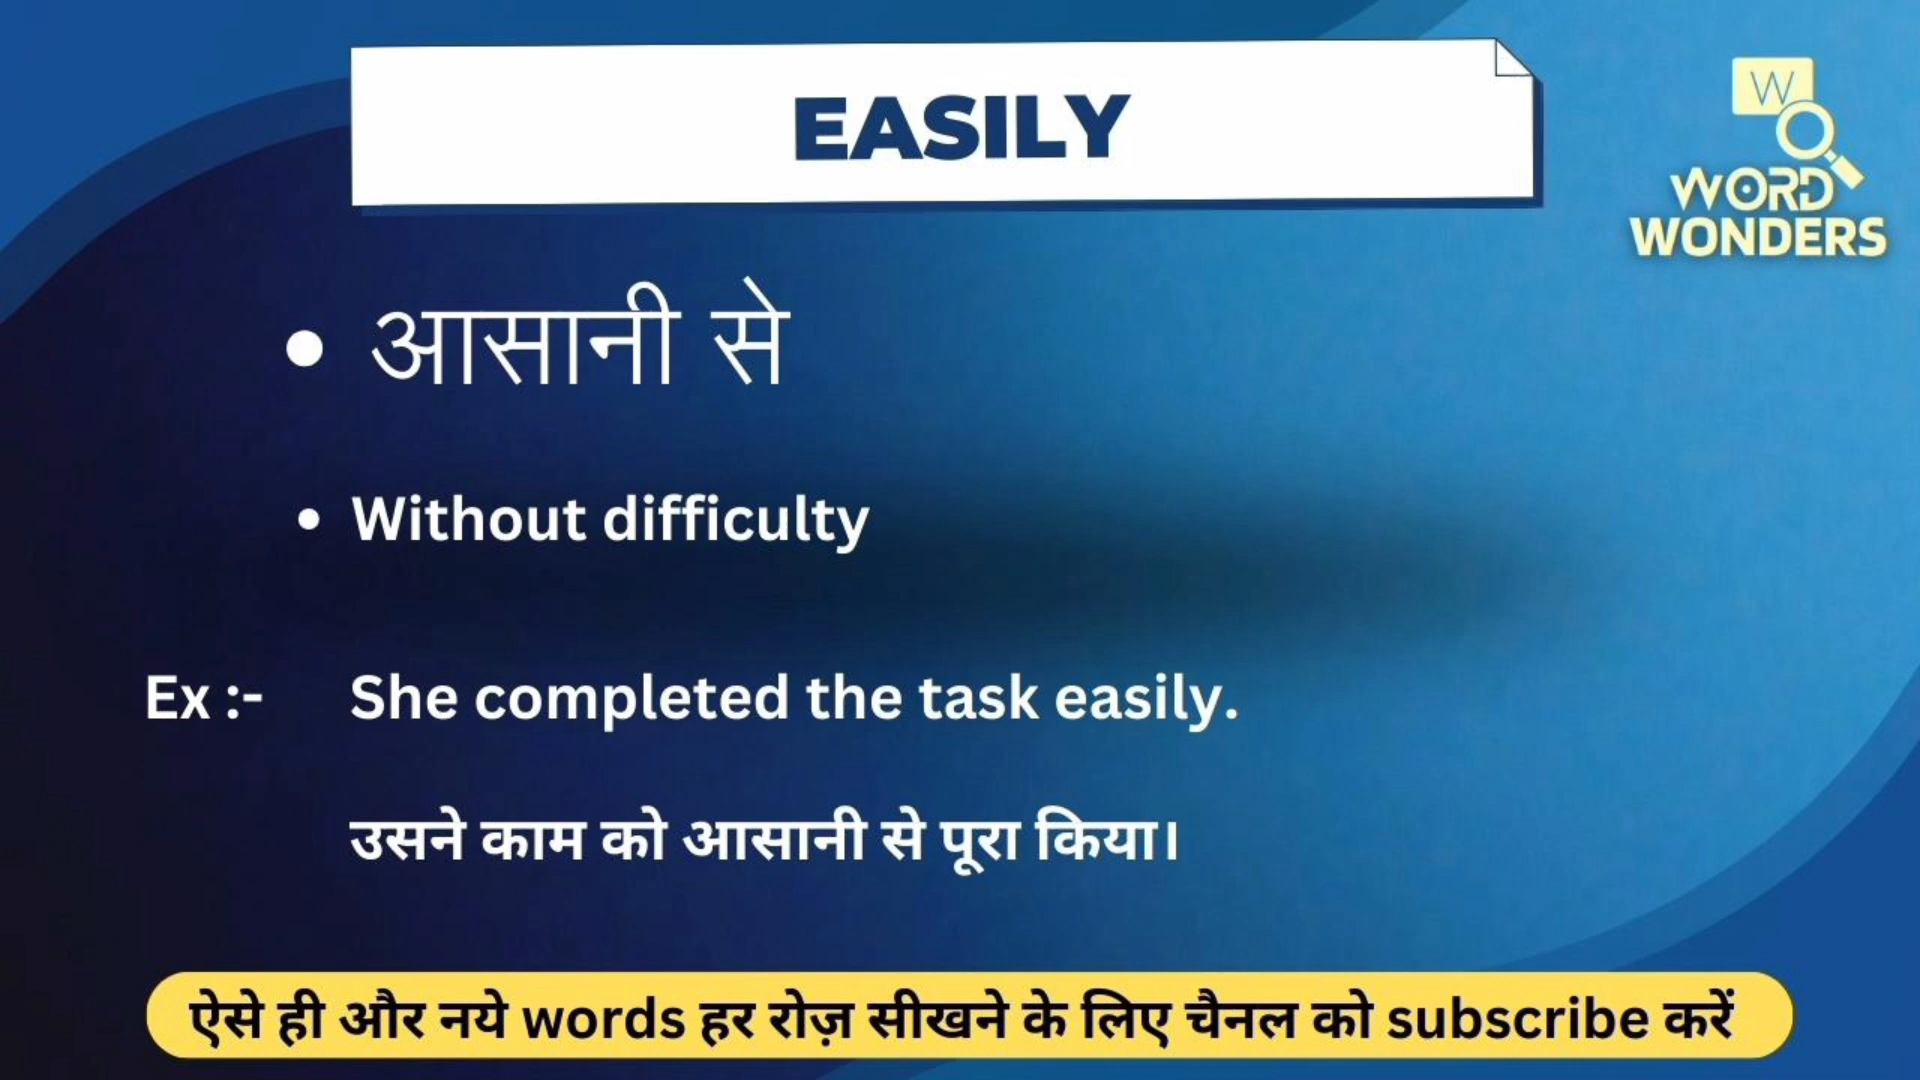 EASILY
W
WORD
WONDERS
• आसानी से
• Without difficulty
Ex :- She completed the task easily.
उसने काम को आसानी से पूरा किया।
ऐसे ही और नये words हर रोज़ सीखने के लिए चैनल को subscribe करें